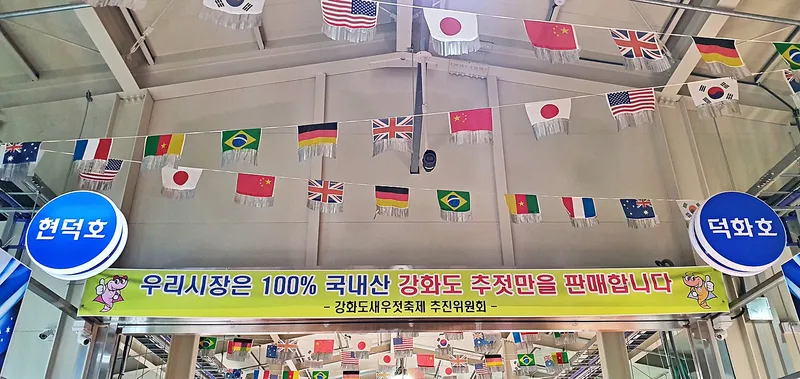 현덕호
덕화호
우리시장은 100% 국내산 강화도 추젓만을 판매합니다
- 강화도새우젓축제 추진위원회 -